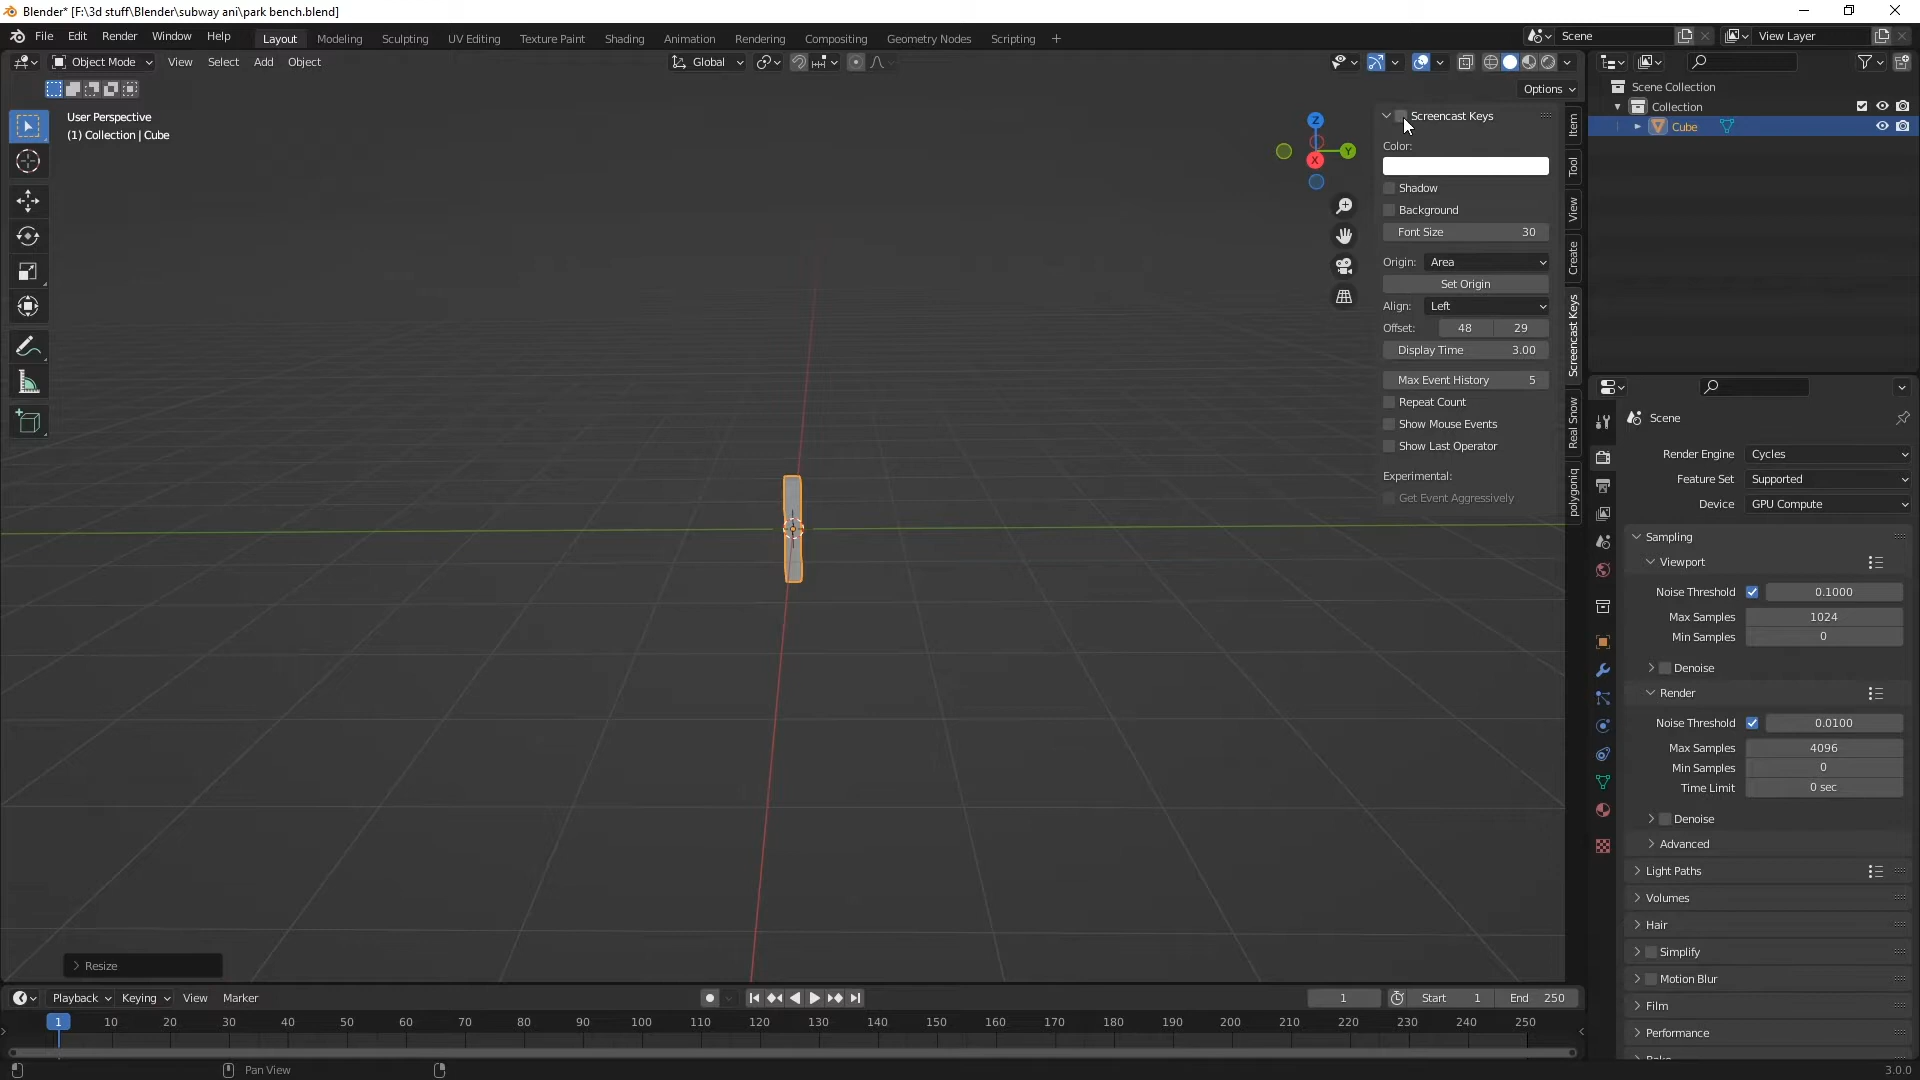 Blender* [F:\3d stuff\Blender\subway ani\park bench.blend]
File Edit Render Window Help
Layout Modeling Sculpting UV Editing Texture Paint Shading Animation Rendering Compositing Geometry Nodes Scripting +
Scene
View Layer
Object Mode View Select Add Object
Global
Options
User Perspective
(1) Collection | Cube
Z
Y
X
Screencast Keys
Color:
Shadow
Background
Font Size 30
Origin: Area
Set Origin
Align: Left
Offset: 48 29
Display Time 3.00
Max Event History 5
Repeat Count
Show Mouse Events
Show Last Operator
Experimental:
Get Event Aggressively
Item
Tool
View
Create
Screencast Keys
Real Snow
polygoniq
Scene Collection
Collection
Cube
Scene
Render Engine Cycles
Feature Set Supported
Device GPU Compute
Sampling
Viewport
Noise Threshold 0.1000
Max Samples 1024
Min Samples 0
Denoise
Render
Noise Threshold 0.0100
Max Samples 4096
Min Samples 0
Time Limit 0 sec
Denoise
Advanced
Light Paths
Volumes
Hair
Simplify
Motion Blur
Film
Performance
Resize
Playback Keying View Marker
1 Start 1 End 250
1 10 20 30 40 50 60 70 80 90 100 110 120 130 140 150 160 170 180 190 200 210 220 230 240 250
Pan View
3.0.0